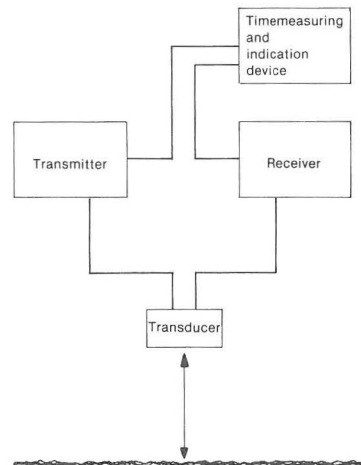 Timemeasuring
and
indication
device
Transmitter
Receiver
Transducer